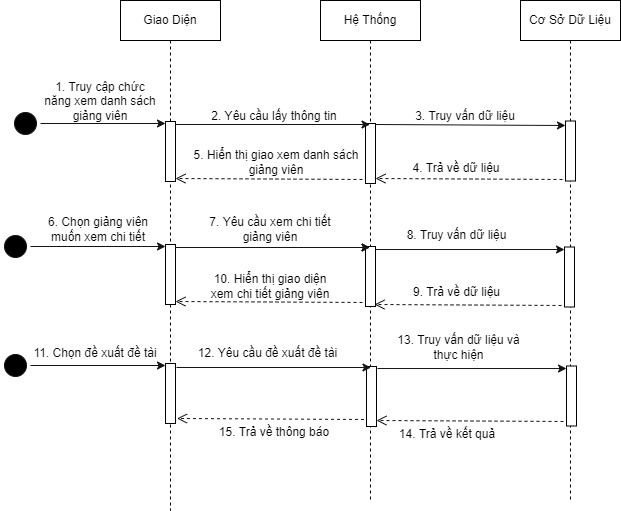 Giao Diện
Hệ Thống
Cơ Sở Dữ Liệu
1. Truy cập chức
năng xem danh sách
giảng viên
2. Yêu cầu lấy thông tin
3. Truy vấn dữ liệu
5. Hiển thị giao xem danh sách
giảng viên
4. Trả về dữ liệu
6. Chọn giảng viên
muốn xem chi tiết
7. Yêu cầu xem chi tiết
giảng viên
8. Truy vấn dữ liệu
10. Hiển thị giao diện
xem chi tiết giảng viên
9. Trả về dữ liệu
11. Chọn đề xuất đề tài
12. Yêu cầu đề xuất đề tài
13. Truy vấn dữ liệu và
thực hiện
15. Trả về thông báo
14. Trả về kết quả